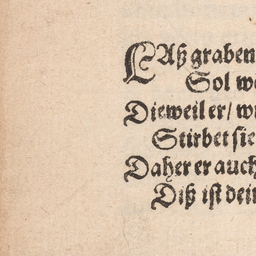 LAß graben
Sol w
Dieweil er/ w
Stirbet sie
Daher er auch
Diß ist dein